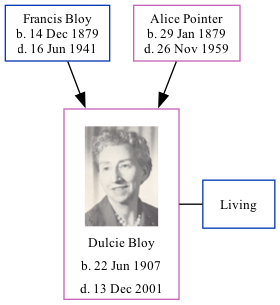 Francis Bloy
b. 14 Dec 1879
d. 16 Jun 1941
Alice Pointer
b. 29 Jan 1879
d. 26 Nov 1959
Living
Dulcie Bloy
b. 22 Jun 1907
d. 13 Dec 2001